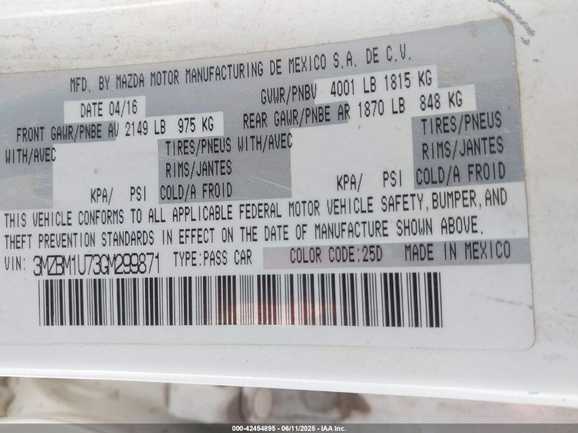 MFD. BY MAZDA MOTOR MANUFACTURING DE MEXICO S.A. DE C.V.
DATE 04/16 GVWR/PNBV 4001 LB 1815 KG
FRONT GAWR/PNBE AV 2149 LB 975 KG REAR GAWR/PNBE AR 1870 LB 848 KG
WITH/AVEC TIRES/PNEUS WITH/AVEC TIRES/PNEUS
RIMS/JANTES RIMS/JANTES
KPA/ PSI COLD/A FROID KPA/ PSI COLD/A FROID
THIS VEHICLE CONFORMS TO ALL APPLICABLE FEDERAL MOTOR VEHICLE SAFETY, BUMPER, AND
THEFT PREVENTION STANDARDS IN EFFECT ON THE DATE OF MANUFACTURE SHOWN ABOVE.
VIN: 3MZBM1U73GM299871 TYPE:PASS CAR COLOR CODE:25D MADE IN MEXICO
000-42454895 - 06/11/2025 - IAA Inc.